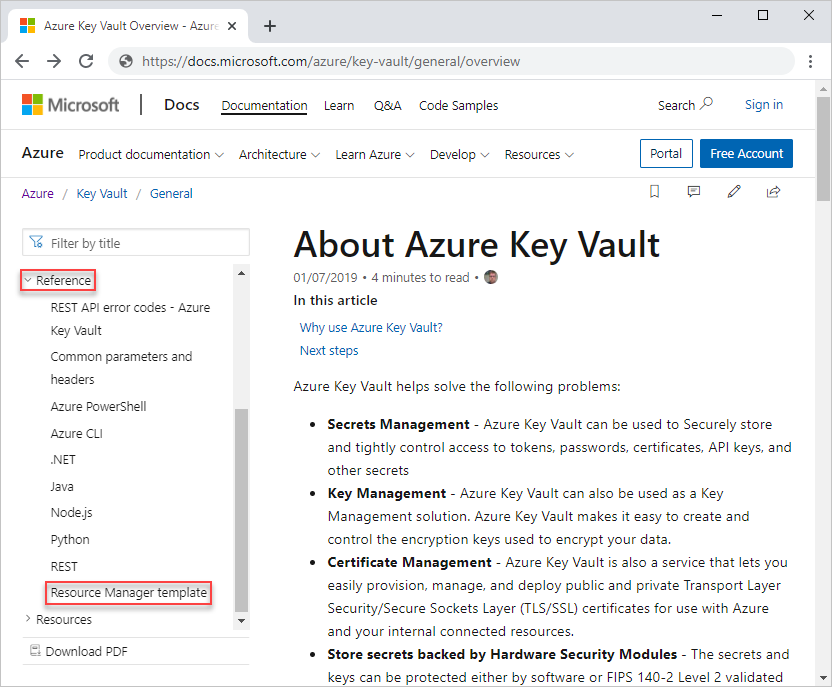 Azure Key Vault Overview - Azure
https://docs.microsoft.com/azure/key-vault/general/overview
Microsoft Docs Documentation Learn Q&A Code Samples Search Sign in
Azure Product documentation Architecture Learn Azure Develop Resources Portal Free Account
Azure / Key Vault / General
Filter by title
Reference
REST API error codes - Azure
Key Vault
Common parameters and
headers
Azure PowerShell
Azure CLI
.NET
Java
Node.js
Python
REST
Resource Manager template
Resources
Download PDF
About Azure Key Vault
01/07/2019 • 4 minutes to read •
In this article
Why use Azure Key Vault?
Next steps
Azure Key Vault helps solve the following problems:
• Secrets Management - Azure Key Vault can be used to Securely store
and tightly control access to tokens, passwords, certificates, API keys, and
other secrets
• Key Management - Azure Key Vault can also be used as a Key
Management solution. Azure Key Vault makes it easy to create and
control the encryption keys used to encrypt your data.
• Certificate Management - Azure Key Vault is also a service that lets you
easily provision, manage, and deploy public and private Transport Layer
Security/Secure Sockets Layer (TLS/SSL) certificates for use with Azure
and your internal connected resources.
• Store secrets backed by Hardware Security Modules - The secrets and
keys can be protected either by software or FIPS 140-2 Level 2 validated